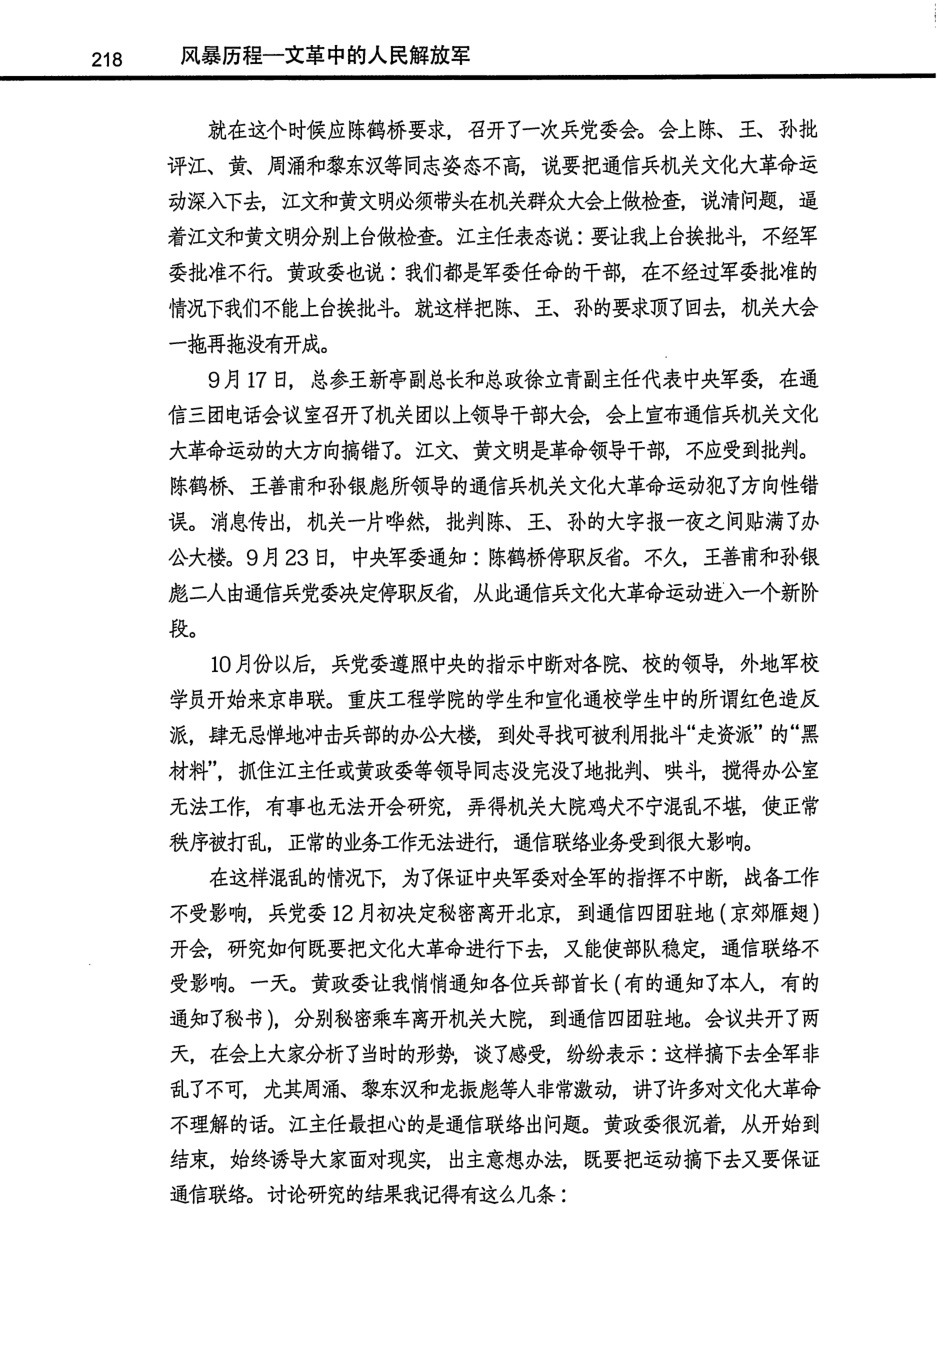 218 风暴历程—文革中的人民解放军
就在这个时候应陈鹤桥要求，召开了一次兵党委会。会上陈、王、孙批
评江、黄、周涌和黎东汉等同志姿态不高，说要把通信兵机关文化大革命运
动深入下去，江文和黄文明必须带头在机关群众大会上做检查，说清问题，逼
着江文和黄文明分别上台做检查。江主任表态说：要让我上台挨批斗，不经军
委批准不行。黄政委也说：我们都是军委任命的干部，在不经过军委批准的
情况下我们不能上台挨批斗。就这样把陈、王、孙的要求顶了回去，机关大会
一拖再拖没有开成。
9月17日，总参王新亭副总长和总政徐立青副主任代表中央军委，在通
信三团电话会议室召开了机关团以上领导干部大会，会上宣布通信兵机关文化
大革命运动的大方向搞错了。江文、黄文明是革命领导干部，不应受到批判。
陈鹤桥、王善甫和孙银彪所领导的通信兵机关文化大革命运动犯了方向性错
误。消息传出，机关一片哗然，批判陈、王、孙的大字报一夜之间贴满了办
公大楼。9月23日，中央军委通知：陈鹤桥停职反省。不久，王善甫和孙银
彪二人由通信兵党委决定停职反省，从此通信兵文化大革命运动进入一个新阶
段。
10月份以后，兵党委遵照中央的指示中断对各院、校的领导，外地军校
学员开始来京串联。重庆工程学院的学生和宣化通校学生中的所谓红色造反
派，肆无忌惮地冲击兵部的办公大楼，到处寻找可被利用批斗“走资派”的“黑
材料”，抓住江主任或黄政委等领导同志没完没了地批判、哄斗，搅得办公室
无法工作，有事也无法开会研究，弄得机关大院鸡犬不宁混乱不堪，使正常
秩序被打乱，正常的业务工作无法进行，通信联络业务受到很大影响。
在这样混乱的情况下，为了保证中央军委对全军的指挥不中断，战备工作
不受影响，兵党委12月初决定秘密离开北京，到通信四团驻地（京郊雁翅）
开会，研究如何既要把文化大革命进行下去，又能使部队稳定，通信联络不
受影响。一天。黄政委让我悄悄通知各位兵部首长（有的通知了本人，有的
通知了秘书），分别秘密乘车离开机关大院，到通信四团驻地。会议共开了两
天，在会上大家分析了当时的形势，谈了感受，纷纷表示：这样搞下去全军非
乱了不可，尤其周涌、黎东汉和龙振彪等人非常激动，讲了许多对文化大革命
不理解的话。江主任最担心的是通信联络出问题。黄政委很沉着，从开始到
结束，始终诱导大家面对现实，出主意想办法，既要把运动搞下去又要保证
通信联络。讨论研究的结果我记得有这么几条：